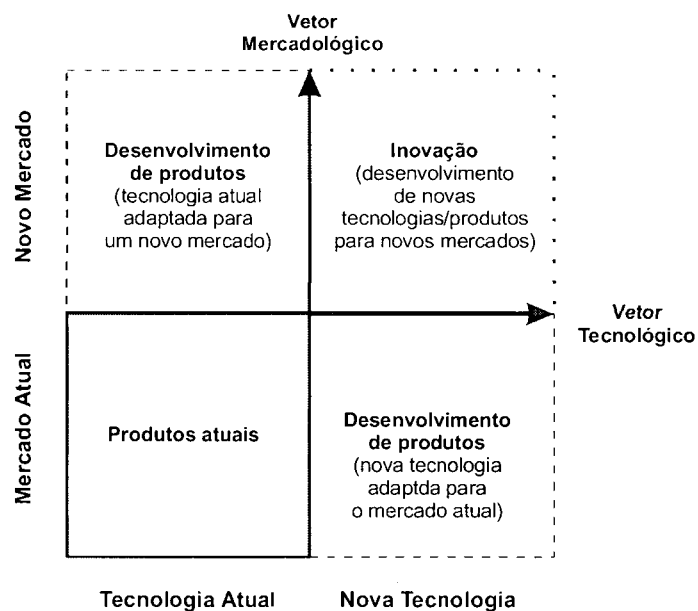 Vetor
Mercadológico
Novo Mercado
Desenvolvimento
de produtos
(tecnologia atual
adaptada para
um novo mercado)
Inovação
(desenvolvimento
de novas
tecnologias/produtos
para novos mercados)
Vetor
Tecnológico
Mercado Atual
Produtos atuais
Desenvolvimento
de produtos
(nova tecnologia
adaptda para
o mercado atual)
Tecnologia Atual
Nova Tecnologia